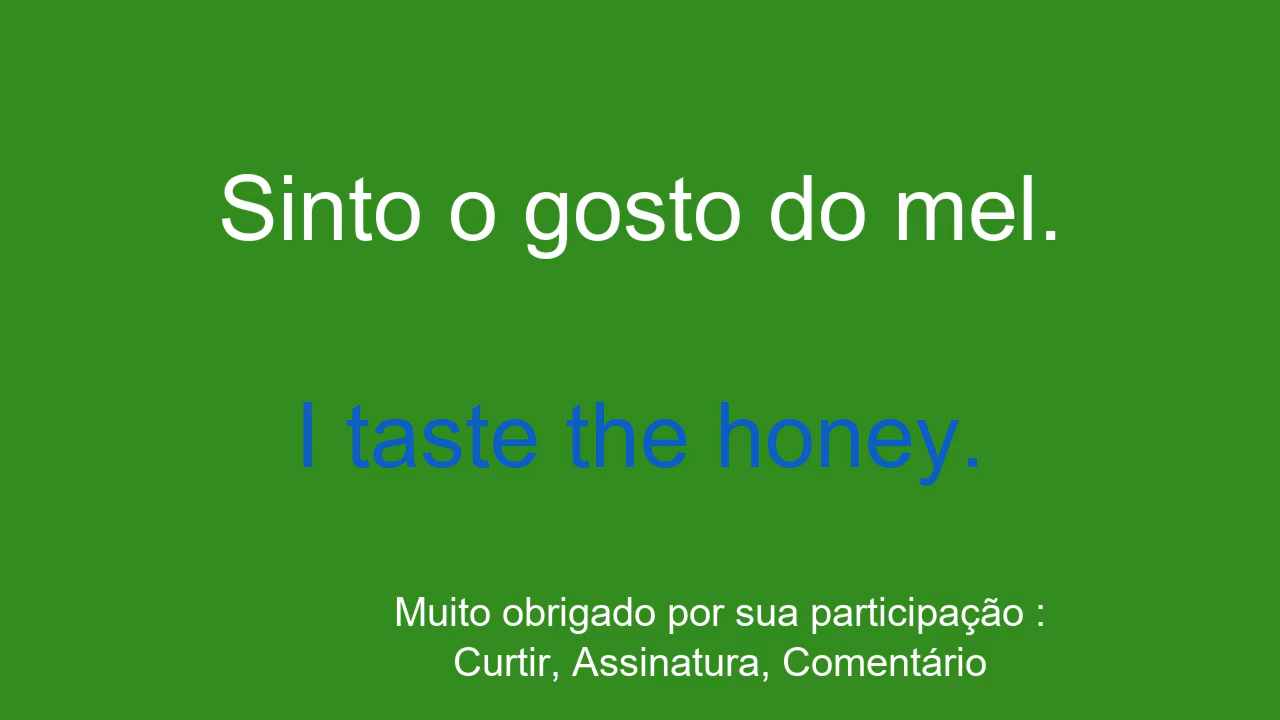 Sinto o gosto do mel.
I taste the honey.
Muito obrigado por sua participação :
Curtir, Assinatura, Comentário